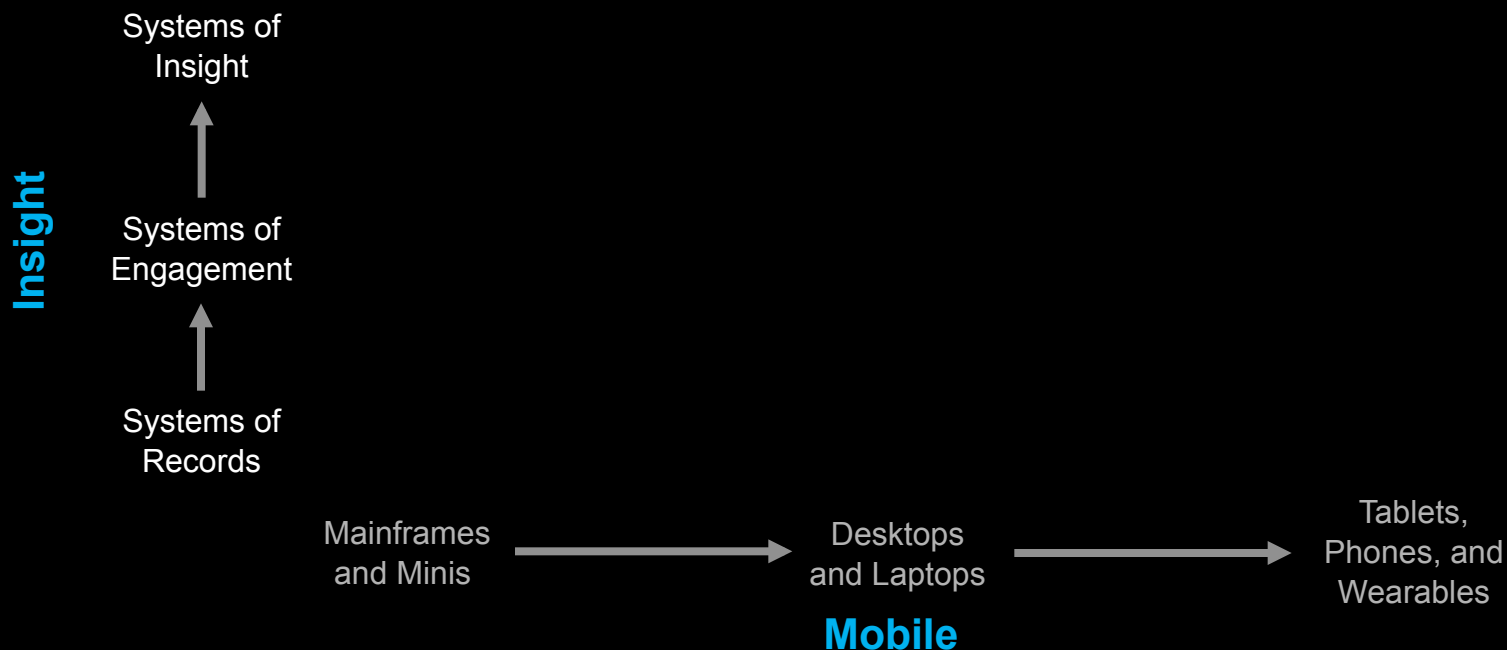 Systems of
Insight
Insight
Systems of
Engagement
Systems of
Records
Mainframes
and Minis
Desktops
and Laptops
Tablets,
Phones, and
Wearables
Mobile